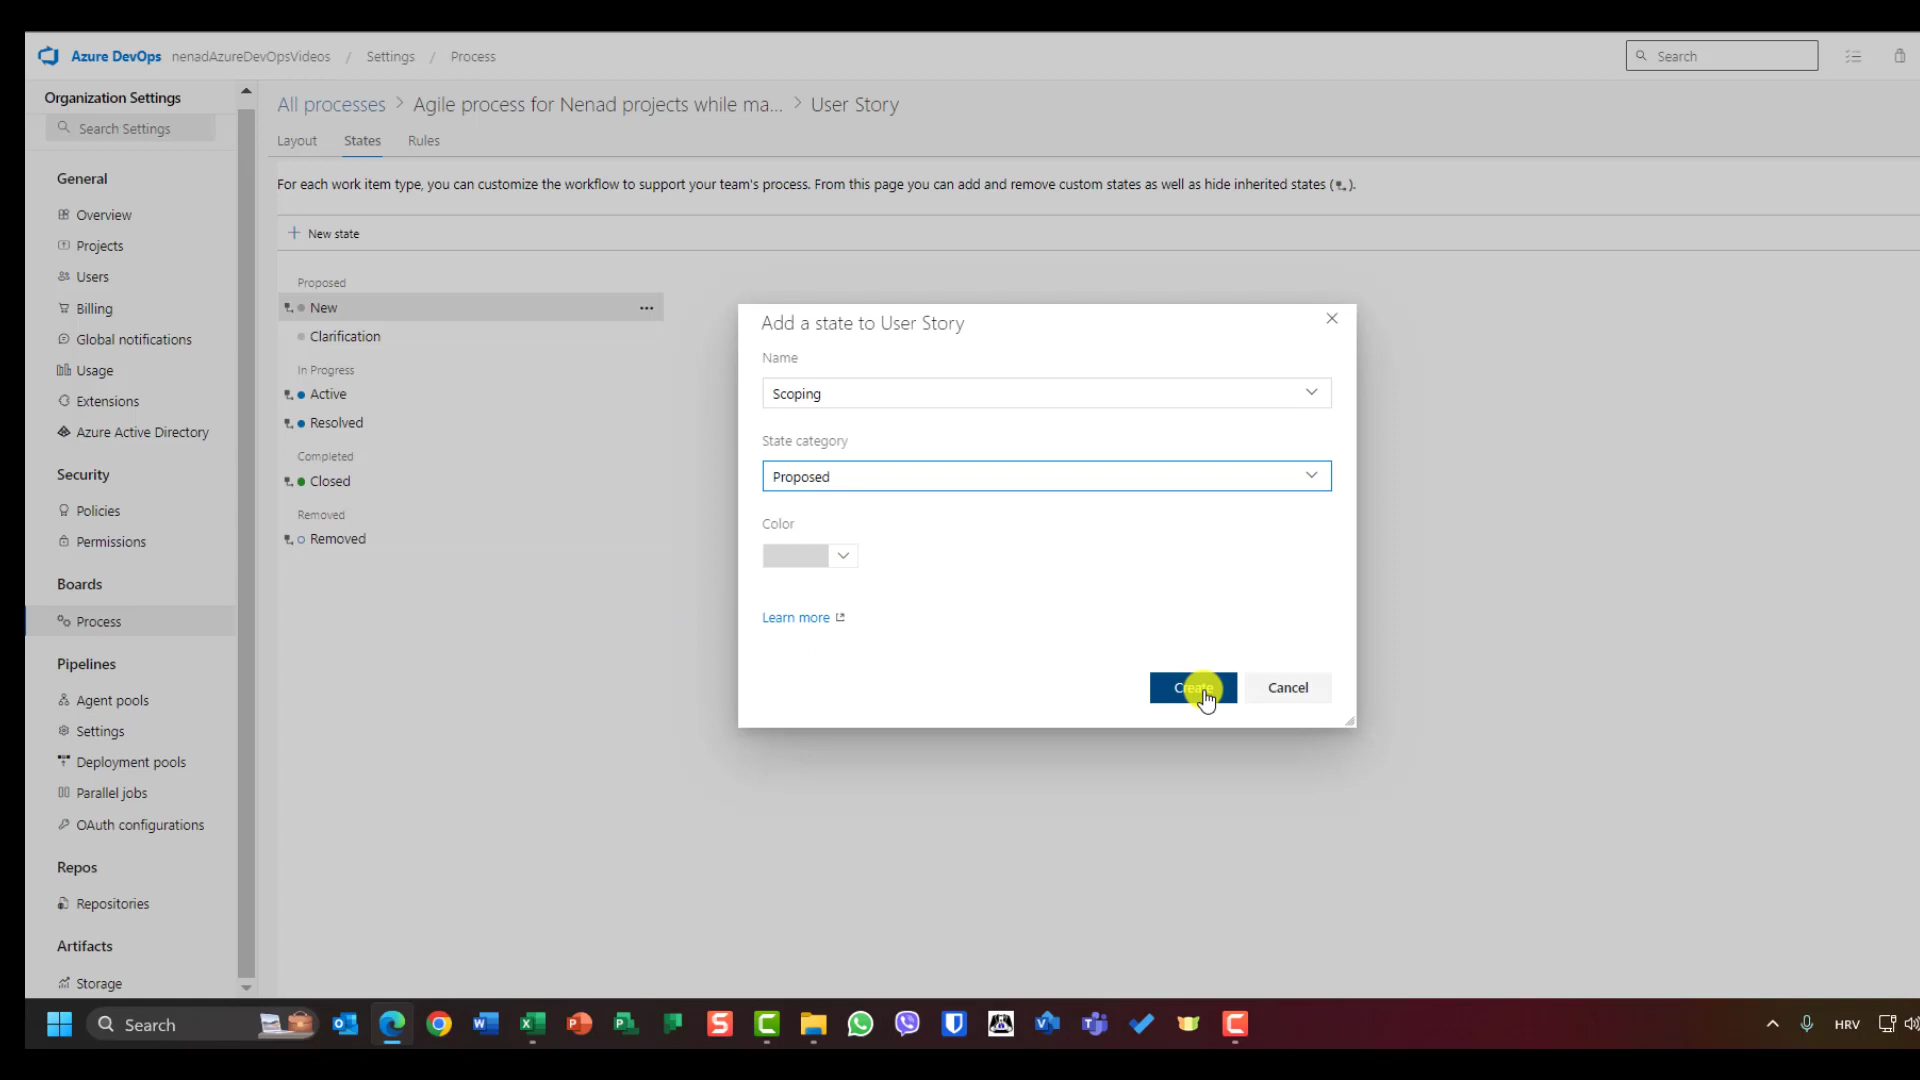 Azure DevOps nenadAzureDevOpsVideos / Settings / Process
Search
Organization Settings
Search Settings
General
Overview
Projects
Users
Billing
Global notifications
Usage
Extensions
Azure Active Directory
Security
Policies
Permissions
Boards
Process
Pipelines
Agent pools
Settings
Deployment pools
Parallel jobs
OAuth configurations
Repos
Repositories
Artifacts
Storage
All processes > Agile process for Nenad projects while ma... > User Story
Layout States Rules
For each work item type, you can customize the workflow to support your team's process. From this page you can add and remove custom states as well as hide inherited states ( ).
New state
Proposed
New ...
Clarification
In Progress
Active
Resolved
Completed
Closed
Removed
Removed
Add a state to User Story
Name
Scoping
State category
Proposed
Color
Learn more
Create Cancel
Search
HRV